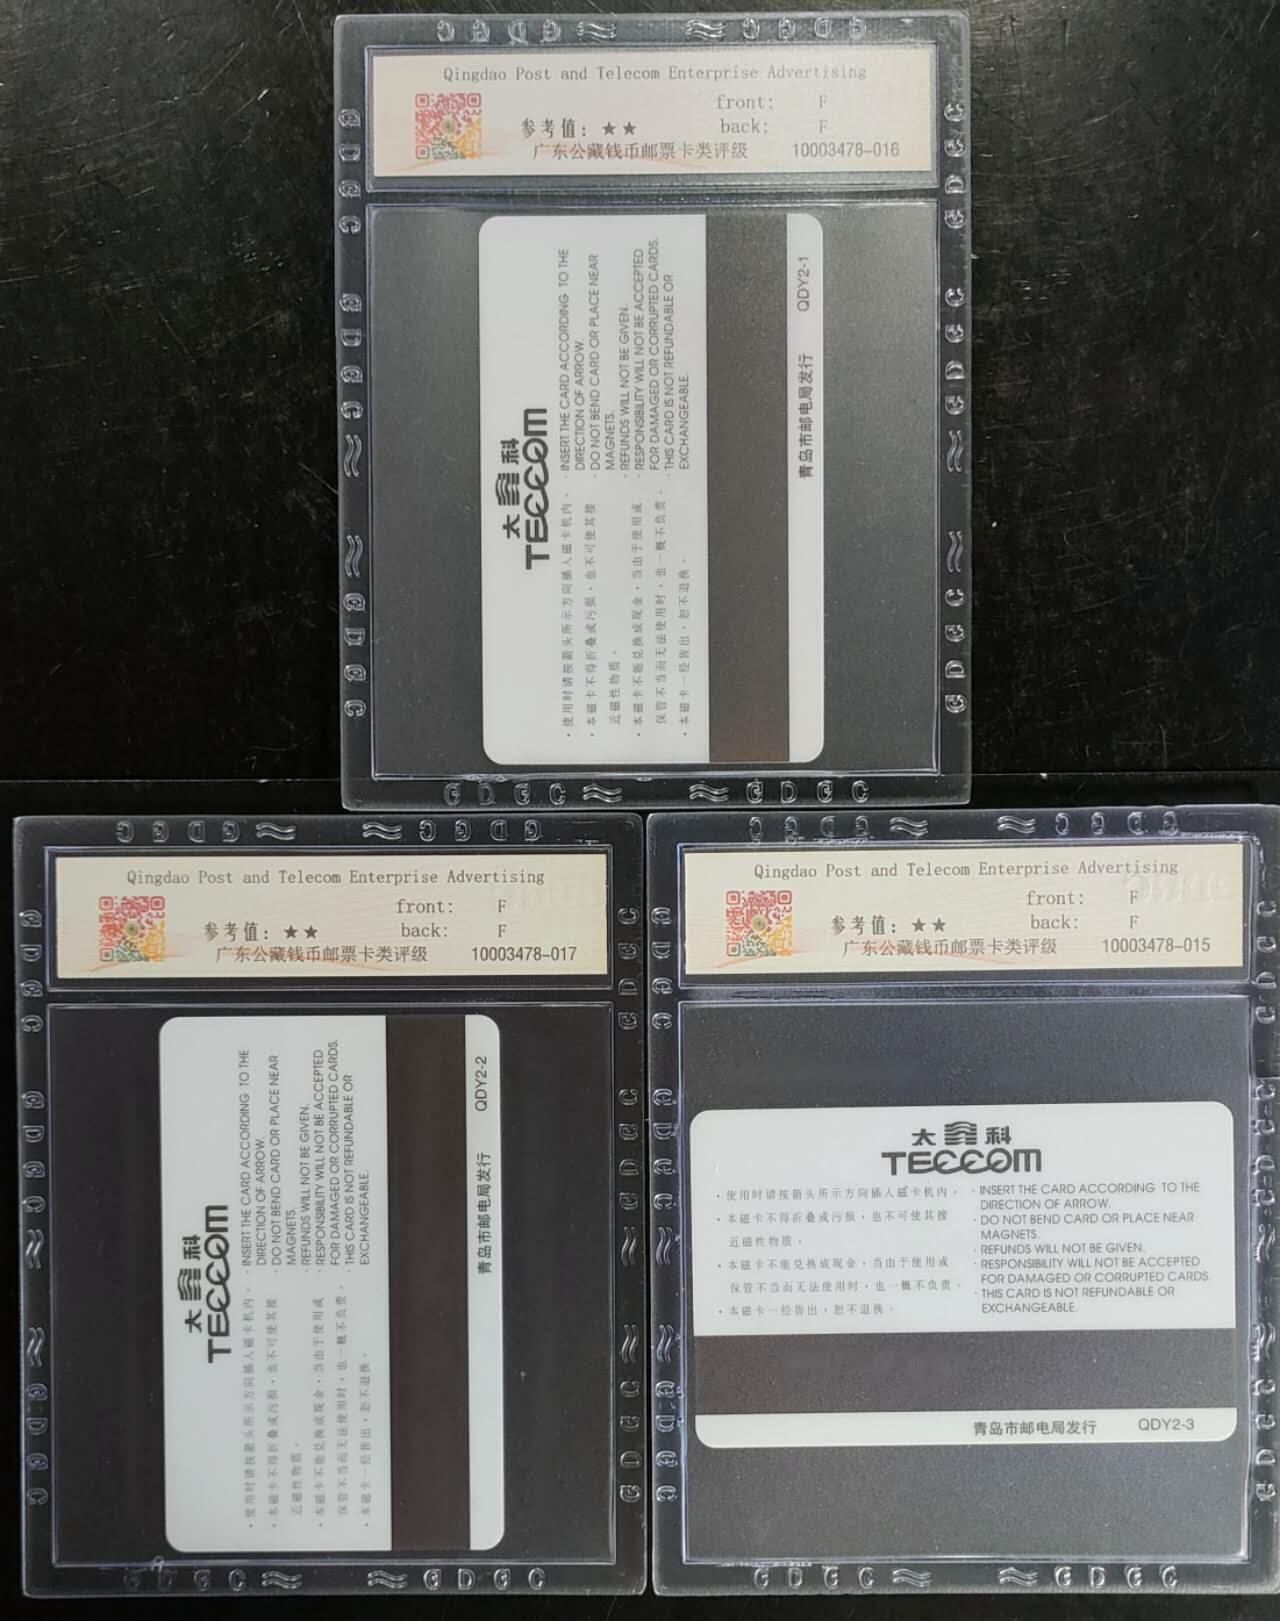 Qingdao Post and Telecom Enterprise Advertising
front: F
参考值：★★ back: F
广东公藏钱币邮票卡类评级 10003478-016
太 科
TECCOM
· 使用时请按箭头所示方向插入磁卡机内。
· 本磁卡不得折叠或污损，也不可使其接
近磁性物质。
· 本磁卡不能兑换成现金，当由于使用或
保管不当而无法使用时，也一概不负责。
· 本磁卡一经售出，恕不退换。
· INSERT THE CARD ACCORDING TO THE
DIRECTION OF ARROW.
· DO NOT BEND CARD OR PLACE NEAR
MAGNETS.
· REFUNDS WILL NOT BE GIVEN.
· RESPONSIBILITY WILL NOT BE ACCEPTED
FOR DAMAGED OR CORRUPTED CARDS.
· THIS CARD IS NOT REFUNDABLE OR
EXCHANGEABLE.
青岛市邮电局发行 QDY2-1
Qingdao Post and Telecom Enterprise Advertising
front: F
参考值：★★ back: F
广东公藏钱币邮票卡类评级 10003478-017
太 科
TECCOM
· 使用时请按箭头所示方向插入磁卡机内。
· 本磁卡不得折叠或污损，也不可使其接
近磁性物质。
· 本磁卡不能兑换成现金，当由于使用或
保管不当而无法使用时，也一概不负责。
· 本磁卡一经售出，恕不退换。
· INSERT THE CARD ACCORDING TO THE
DIRECTION OF ARROW.
· DO NOT BEND CARD OR PLACE NEAR
MAGNETS.
· REFUNDS WILL NOT BE GIVEN.
· RESPONSIBILITY WILL NOT BE ACCEPTED
FOR DAMAGED OR CORRUPTED CARDS.
· THIS CARD IS NOT REFUNDABLE OR
EXCHANGEABLE.
青岛市邮电局发行 QDY2-2
Qingdao Post and Telecom Enterprise Advertising
front: F
参考值：★★ back: F
广东公藏钱币邮票卡类评级 10003478-015
太 科
TECCOM
· 使用时请按箭头所示方向插入磁卡机内。
· 本磁卡不得折叠或污损，也不可使其接
近磁性物质。
· 本磁卡不能兑换成现金，当由于使用或
保管不当而无法使用时，也一概不负责。
· 本磁卡一经售出，恕不退换。
· INSERT THE CARD ACCORDING TO THE
DIRECTION OF ARROW.
· DO NOT BEND CARD OR PLACE NEAR
MAGNETS.
· REFUNDS WILL NOT BE GIVEN.
· RESPONSIBILITY WILL NOT BE ACCEPTED
FOR DAMAGED OR CORRUPTED CARDS.
· THIS CARD IS NOT REFUNDABLE OR
EXCHANGEABLE.
青岛市邮电局发行 QDY2-3